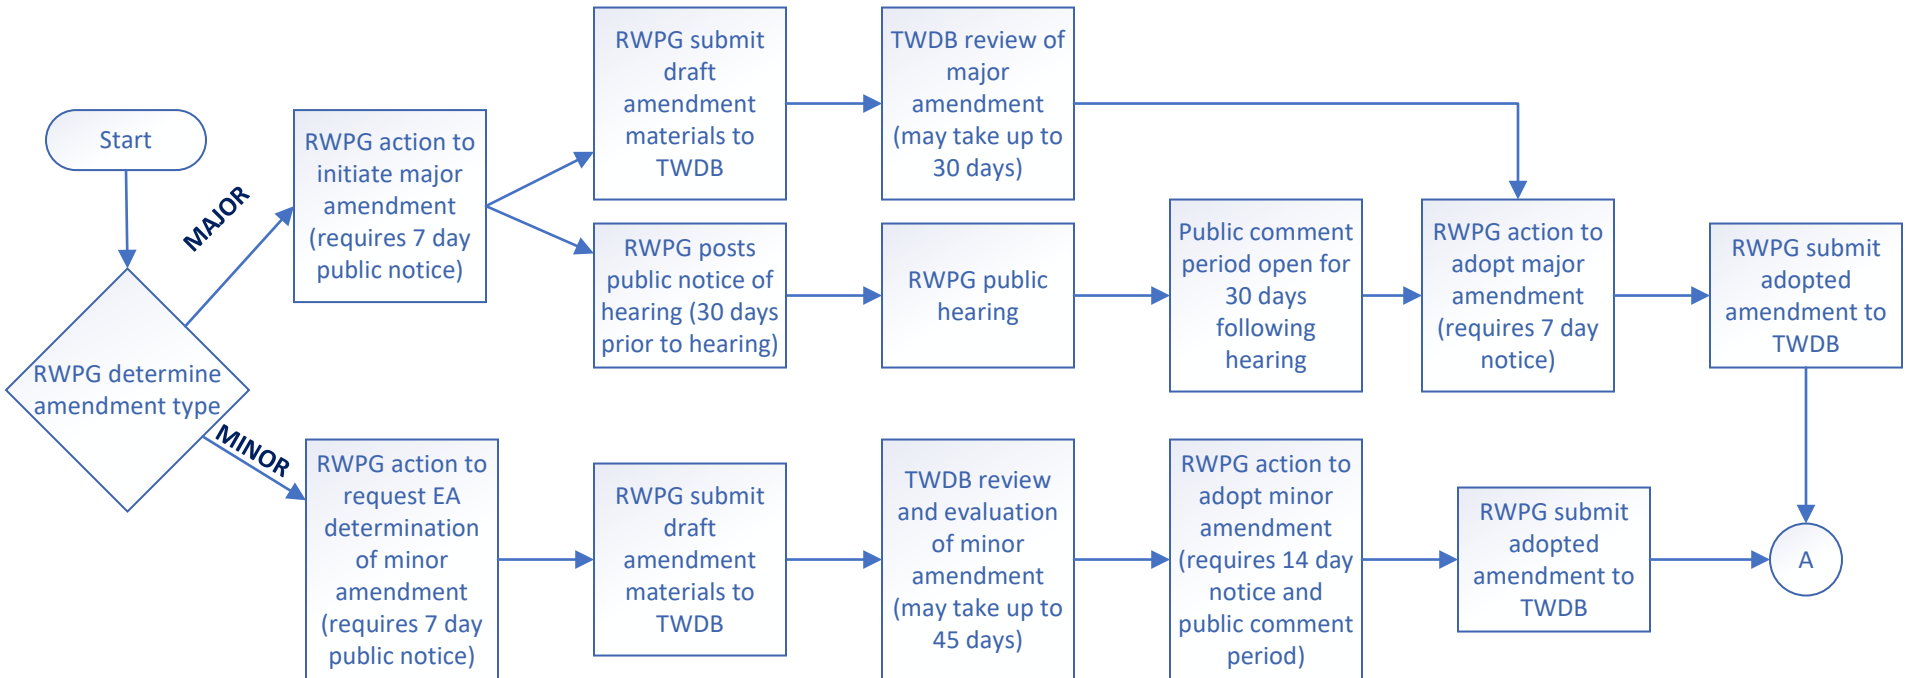 Start
RWPG determine
amendment type
MAJOR
RWPG action to
initiate major
amendment
(requires 7 day
public notice)
RWPG submit
draft
amendment
materials to
TWDB
TWDB review of
major
amendment
(may take up to
30 days)
RWPG posts
public notice of
hearing (30 days
prior to hearing)
RWPG public
hearing
Public comment
period open for
30 days
following
hearing
RWPG action to
adopt major
amendment
(requires 7 day
notice)
RWPG submit
adopted
amendment to
TWDB
MINOR
RWPG action to
request EA
determination
of minor
amendment
(requires 7 day
public notice)
RWPG submit
draft
amendment
materials to
TWDB
TWDB review
and evaluation
of minor
amendment
(may take up to
45 days)
RWPG action to
adopt minor
amendment
(requires 14 day
notice and
public comment
period)
RWPG submit
adopted
amendment to
TWDB
A